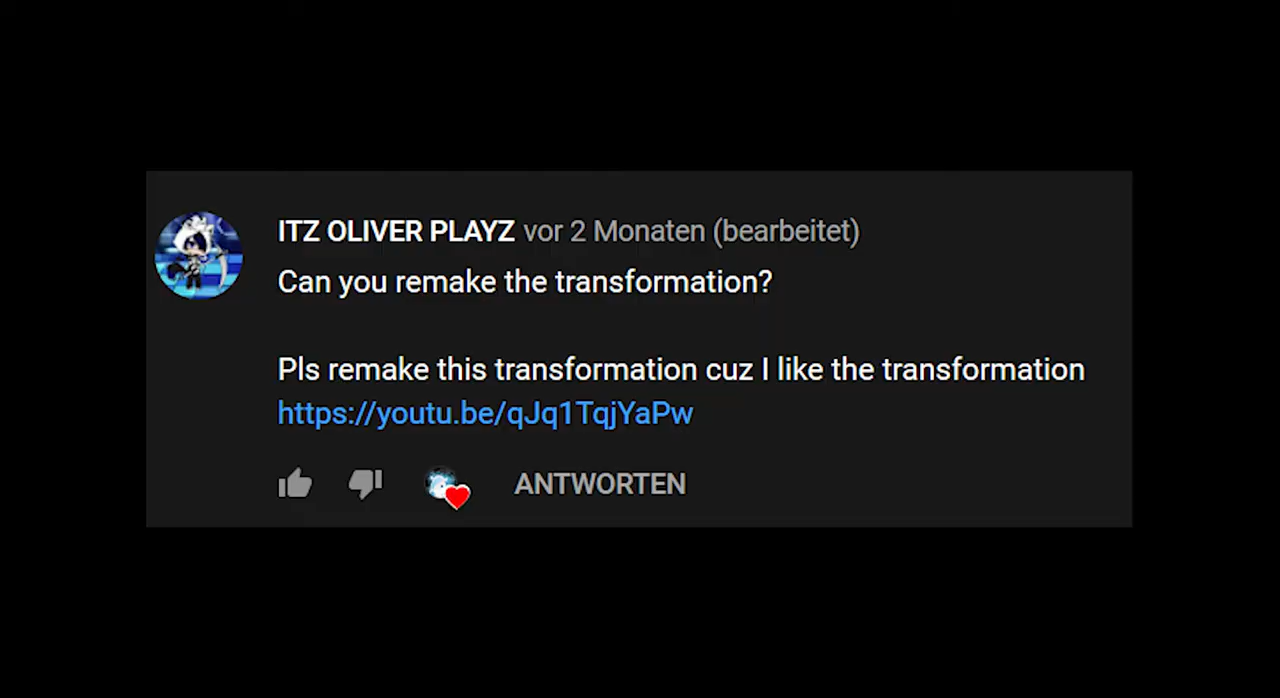 ITZ OLIVER PLAYZ vor 2 Monaten (bearbeitet)
Can you remake the transformation?
Pls remake this transformation cuz I like the transformation
https://youtu.be/qJq1TqjYaPw
ANTWORTEN